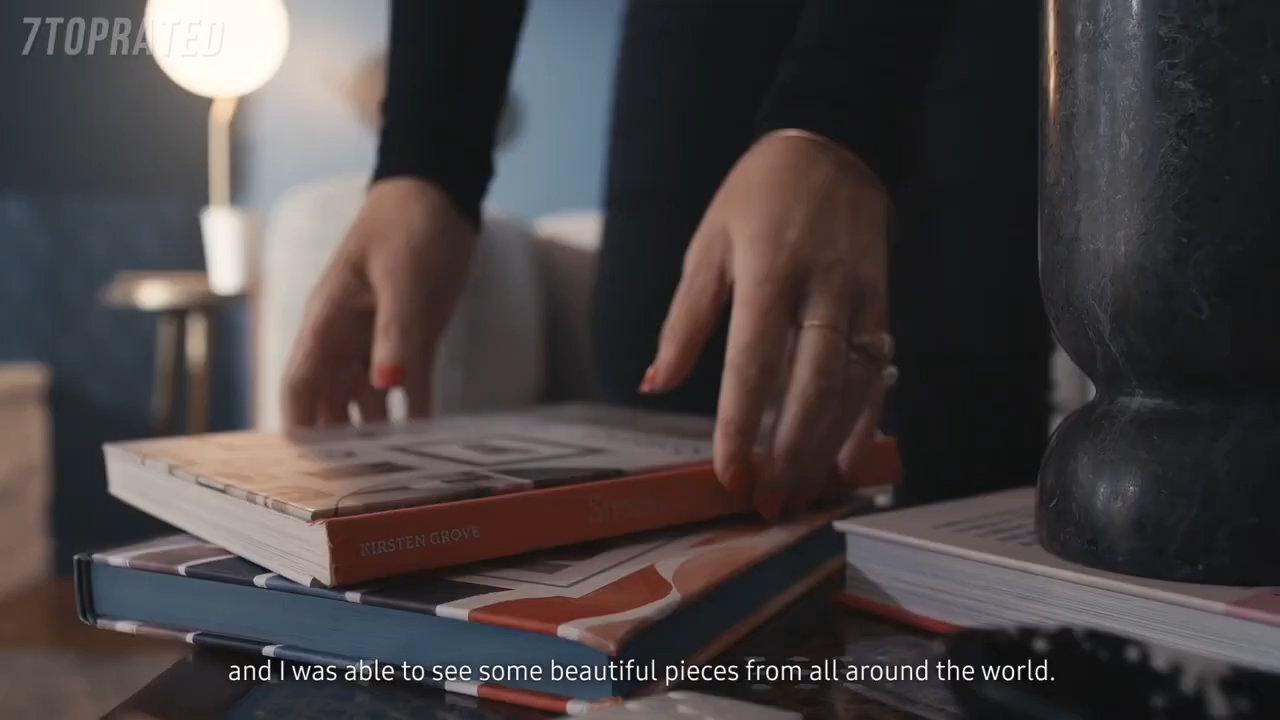 7TOPRATED
KIRSTEN GROVE
and I was able to see some beautiful pieces from all around the world.